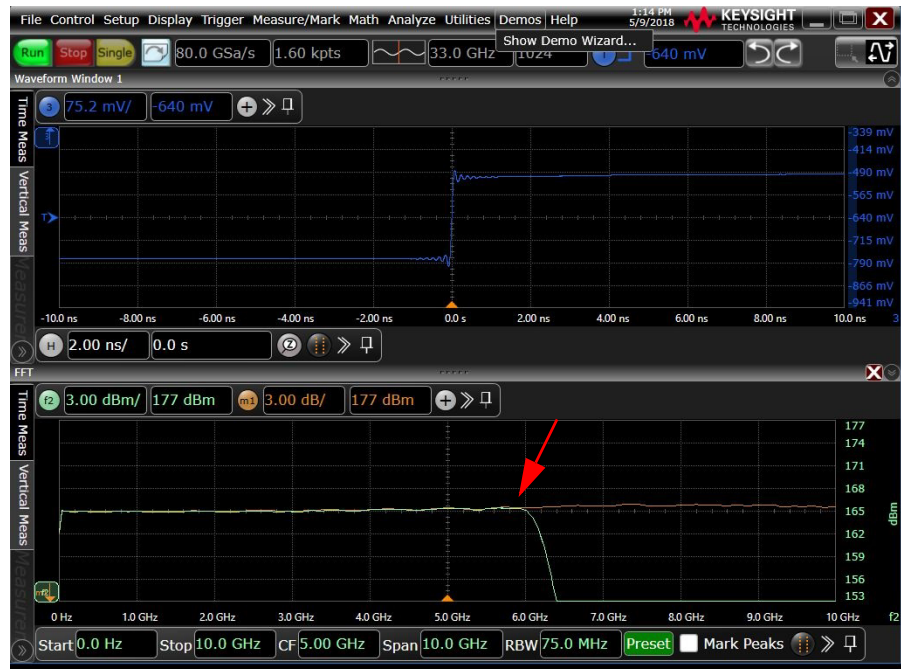 File Control Setup Display Trigger Measure/Mark Math Analyze Utilities Demos Help
1:14 PM
5/9/2018
KEYSIGHT
TECHNOLOGIES
X
Show Demo Wizard...
Run Stop Single 80.0 GSa/s 1.60 kpts 33.0 GHz 1024 -640 mV
Waveform Window 1
Time Meas
Vertical Meas
3 75.2 mV/ -640 mV +
-339 mV
-414 mV
-490 mV
-565 mV
T -640 mV
-715 mV
-790 mV
-866 mV
-941 mV
-10.0 ns -8.00 ns -6.00 ns -4.00 ns -2.00 ns 0.0 s 2.00 ns 4.00 ns 6.00 ns 8.00 ns 10.0 ns 3
H 2.00 ns/ 0.0 s
FFT
X
Time Meas
Vertical Meas
f2 3.00 dBm/ 177 dBm m1 3.00 dB/ 177 dBm +
177
174
171
168
165
162
159
156
153
dBm
0 Hz 1.0 GHz 2.0 GHz 3.0 GHz 4.0 GHz 5.0 GHz 6.0 GHz 7.0 GHz 8.0 GHz 9.0 GHz 10 GHz f2
Start 0.0 Hz Stop 10.0 GHz CF 5.00 GHz Span 10.0 GHz RBW 75.0 MHz Preset Mark Peaks